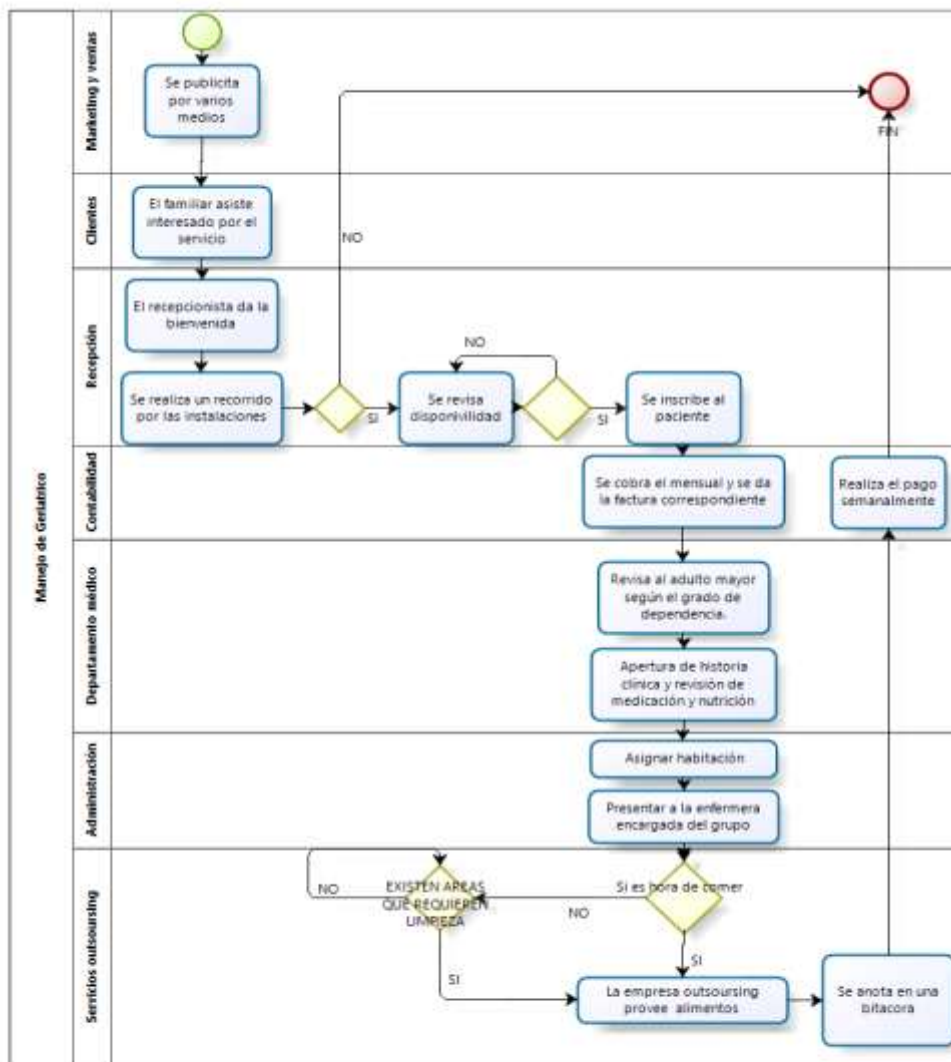 Manejo de Geriatrico
Marketing y ventas
Se publicita
por varios
medios
FIN
Clientes
El familiar asiste
interesado por el
servicio
NO
Recepción
El recepcionista da la
bienvenida
Se realiza un recorrido
por las instalaciones
SI
Se revisa
disponivilidad
NO
SI
Se inscribe al
paciente
Contabilidad
Se cobra el mensual y se da
la factura correspondiente
Realiza el pago
semanalmente
Departamento médico
Revisa al adulto mayor
según el grado de
dependencia.
Apertura de historia
clínica y revisión de
medicación y nutrición
Administración
Asignar habitación
Presentar a la enfermera
encargada del grupo
Servicios outsoursing
Si es hora de comer
NO
EXISTEN AREAS
QUE REQUIEREN
LIMPIEZA
NO
SI
SI
La empresa outsoursing
provee alimentos
Se anota en una
bitacora